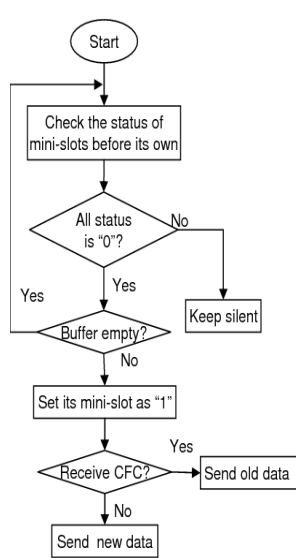 Start
Check the status of
mini-slots before its own
All status
is “0”?
No
Yes
Yes
Keep silent
Buffer empty?
No
Set its mini-slot as “1”
Yes
Receive CFC?
Send old data
No
Send new data